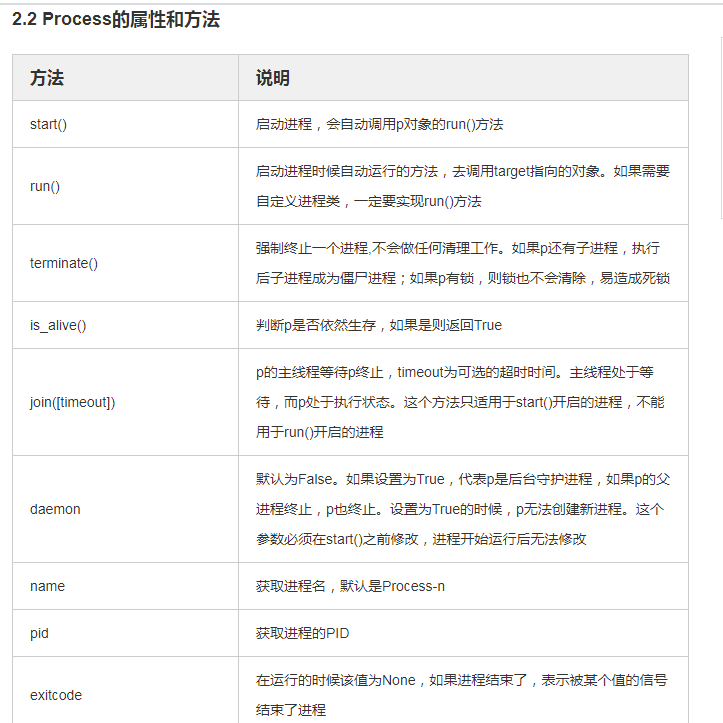 2.2 Process的属性和方法
方法 说明
start() 启动进程，会自动调用p对象的run()方法
run() 启动进程时候自动运行的方法，去调用target指向的对象。如果需要
自定义进程类，一定要实现run()方法
terminate() 强制终止一个进程,不会做任何清理工作。如果p还有子进程，执行
后子进程成为僵尸进程；如果p有锁，则锁也不会清除，易造成死锁
is_alive() 判断p是否依然生存，如果是则返回True
join([timeout]) p的主线程等待p终止，timeout为可选的超时时间。主线程处于等
待，而p处于执行状态。这个方法只适用于start()开启的进程，不能
用于run()开启的进程
daemon 默认为False。如果设置为True，代表p是后台守护进程，如果p的父
进程终止，p也终止。设置为True的时候，p无法创建新进程。这个
参数必须在start()之前修改，进程开始运行后无法修改
name 获取进程名，默认是Process-n
pid 获取进程的PID
exitcode 在运行的时候该值为None，如果进程结束了，表示被某个值的信号
结束了进程